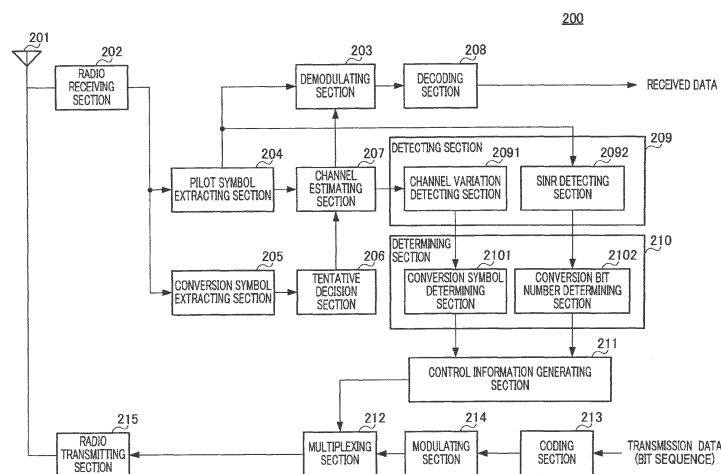 200
201
202
RADIO
RECEIVING
SECTION
203
DEMODULATING
SECTION
208
DECODING
SECTION
RECEIVED DATA
204
PILOT SYMBOL
EXTRACTING SECTION
207
CHANNEL
ESTIMATING
SECTION
209
DETECTING SECTION
2091
CHANNEL VARIATION
DETECTING SECTION
2092
SINR DETECTING
SECTION
205
CONVERSION SYMBOL
EXTRACTING SECTION
206
TENTATIVE
DECISION
SECTION
210
DETERMINING
SECTION
2101
CONVERSION SYMBOL
DETERMINING
SECTION
2102
CONVERSION BIT
NUMBER DETERMINING
SECTION
211
CONTROL INFORMATION GENERATING
SECTION
215
RADIO
TRANSMITTING
SECTION
212
MULTIPLEXING
SECTION
214
MODULATING
SECTION
213
CODING
SECTION
TRANSMISSION DATA
(BIT SEQUENCE)